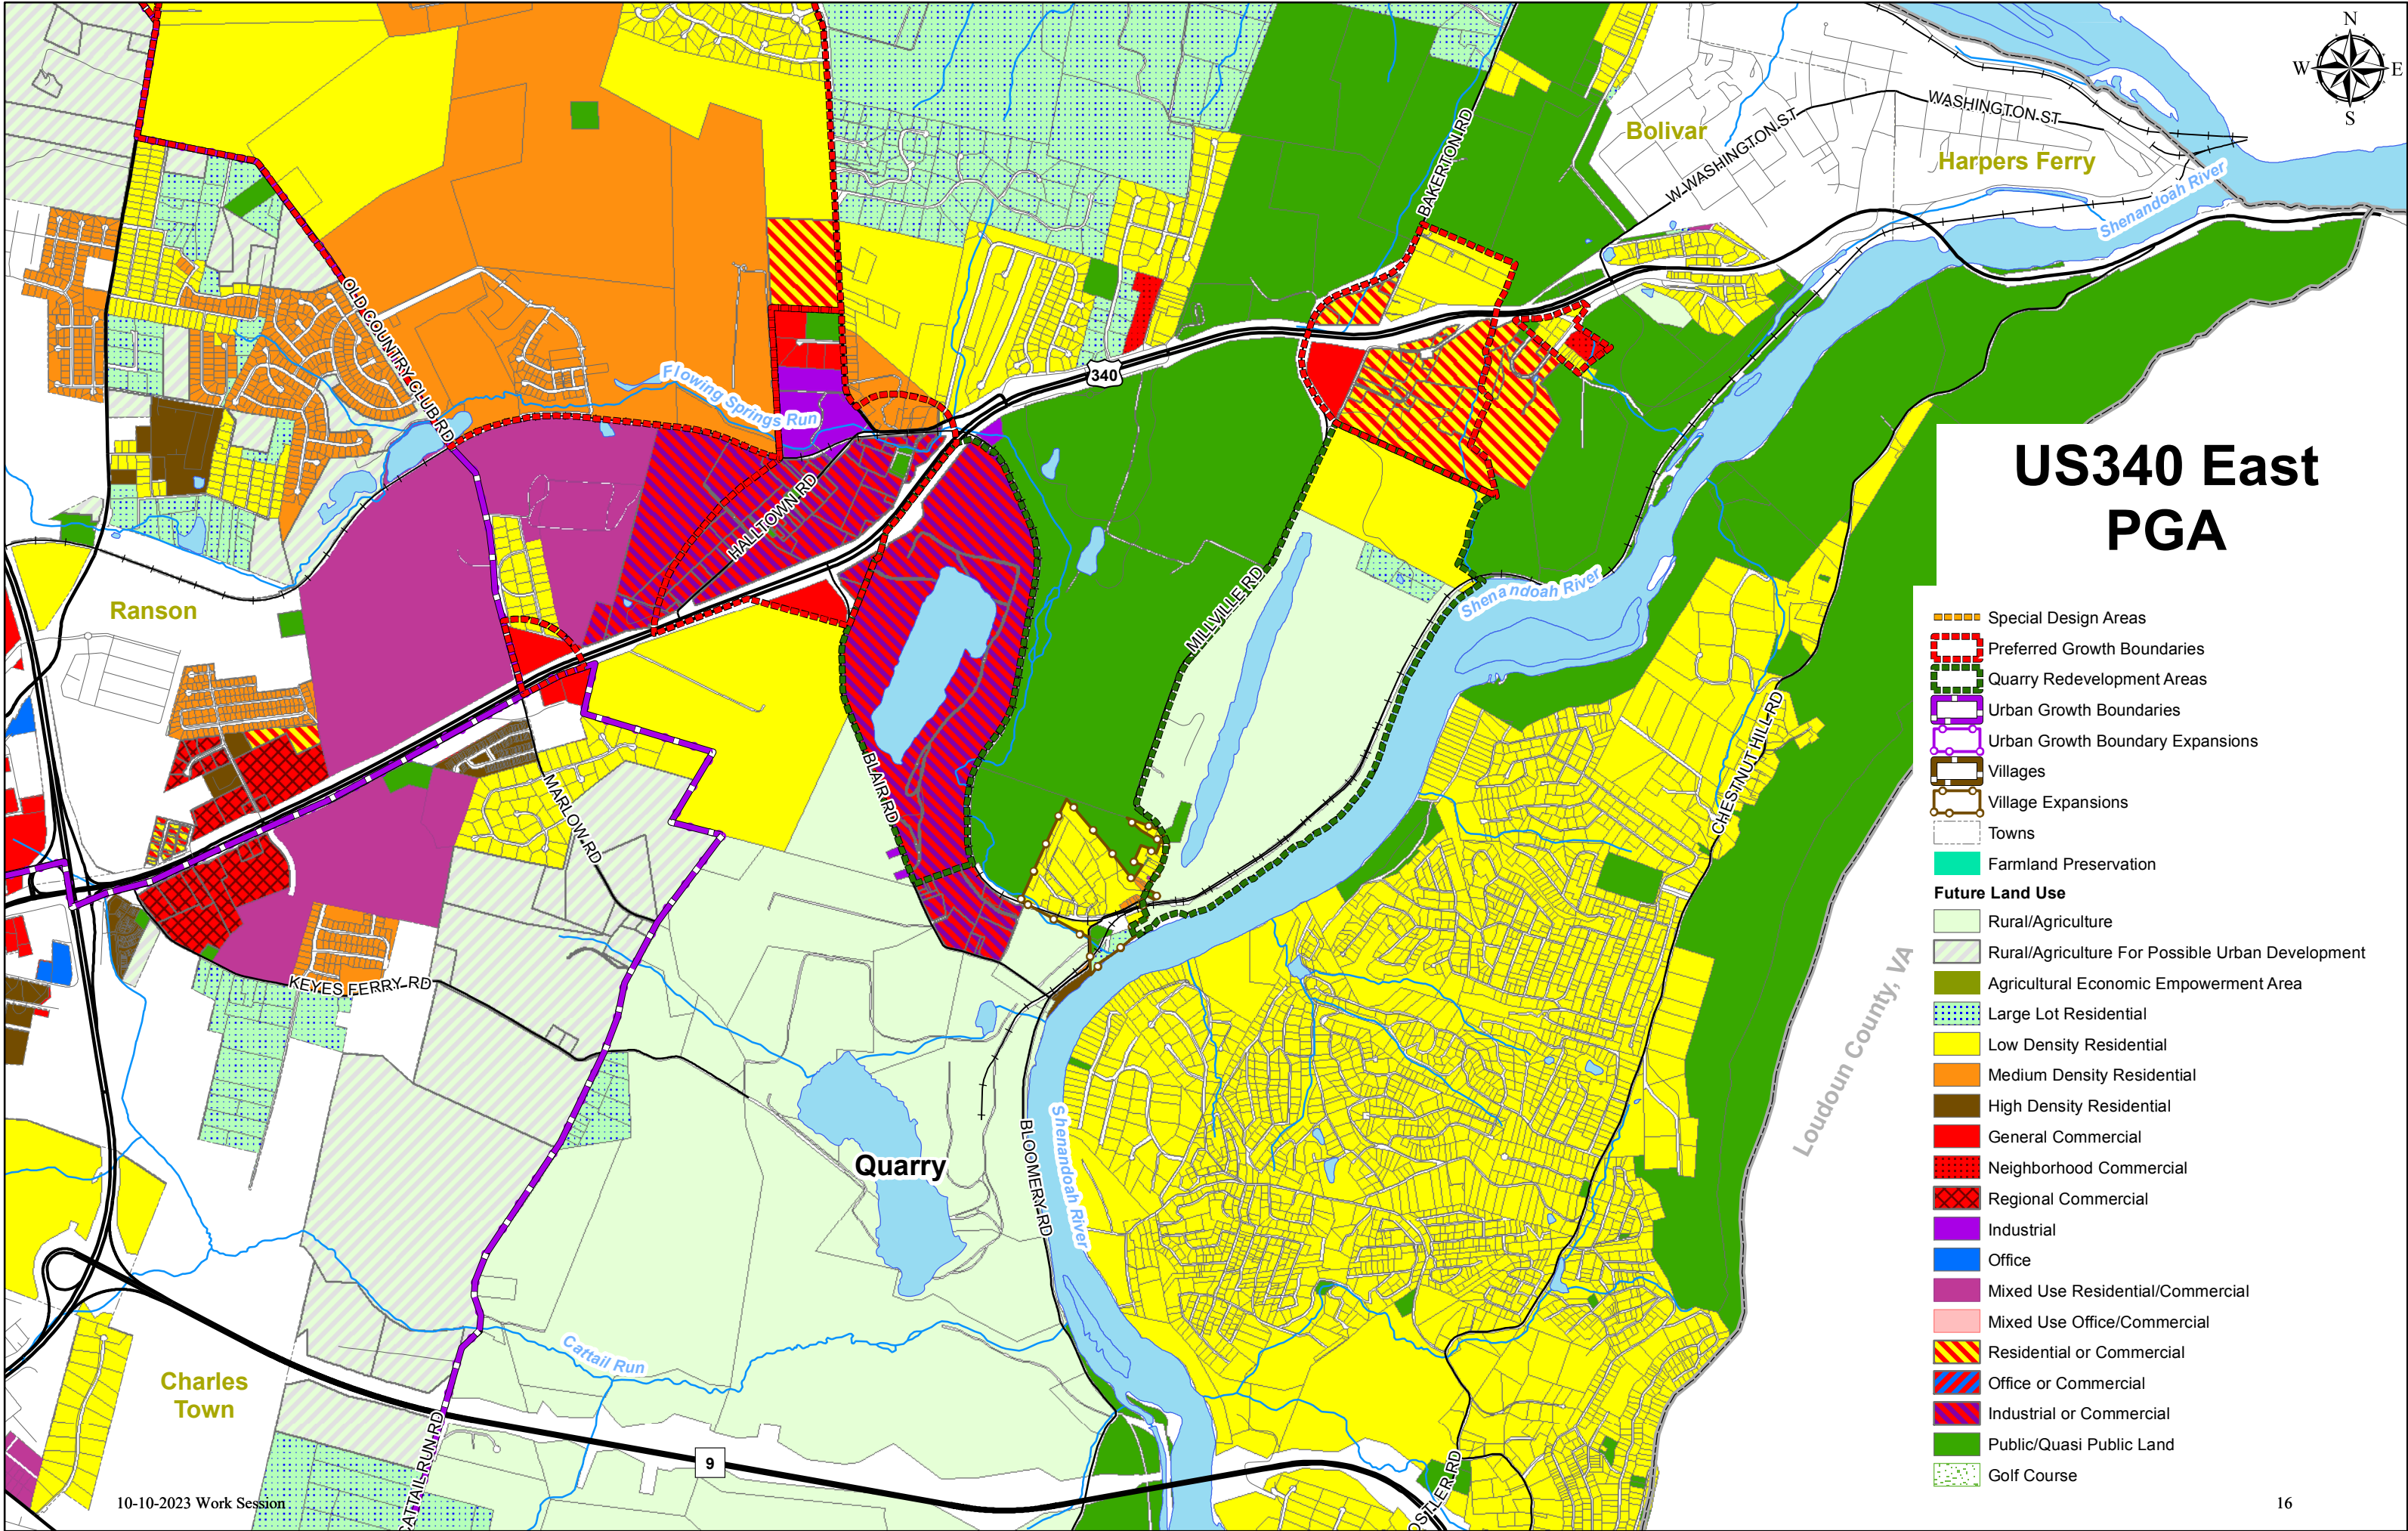 N
W E
S
WASHINGTON ST
Bolivar
W WASHINGTON ST
Harpers Ferry
BAKERTON RD
Shenandoah River
OLD COUNTRY CLUB RD
340
Flowing Springs Run
US340 East
PGA
HALLTOWN RD
Shenandoah River
Ranson
MILLVILLE RD
CHESTNUT HILL RD
BLAIR RD
MARLOW RD
KEYES FERRY RD
Loudoun County, VA
Quarry
BLOOMERY RD
Shenandoah River
Cattail Run
Charles
Town
CATTAIL RUN RD
9
OSTLER RD
Special Design Areas
Preferred Growth Boundaries
Quarry Redevelopment Areas
Urban Growth Boundaries
Urban Growth Boundary Expansions
Villages
Village Expansions
Towns
Farmland Preservation
Future Land Use
Rural/Agriculture
Rural/Agriculture For Possible Urban Development
Agricultural Economic Empowerment Area
Large Lot Residential
Low Density Residential
Medium Density Residential
High Density Residential
General Commercial
Neighborhood Commercial
Regional Commercial
Industrial
Office
Mixed Use Residential/Commercial
Mixed Use Office/Commercial
Residential or Commercial
Office or Commercial
Industrial or Commercial
Public/Quasi Public Land
Golf Course
10-10-2023 Work Session
16